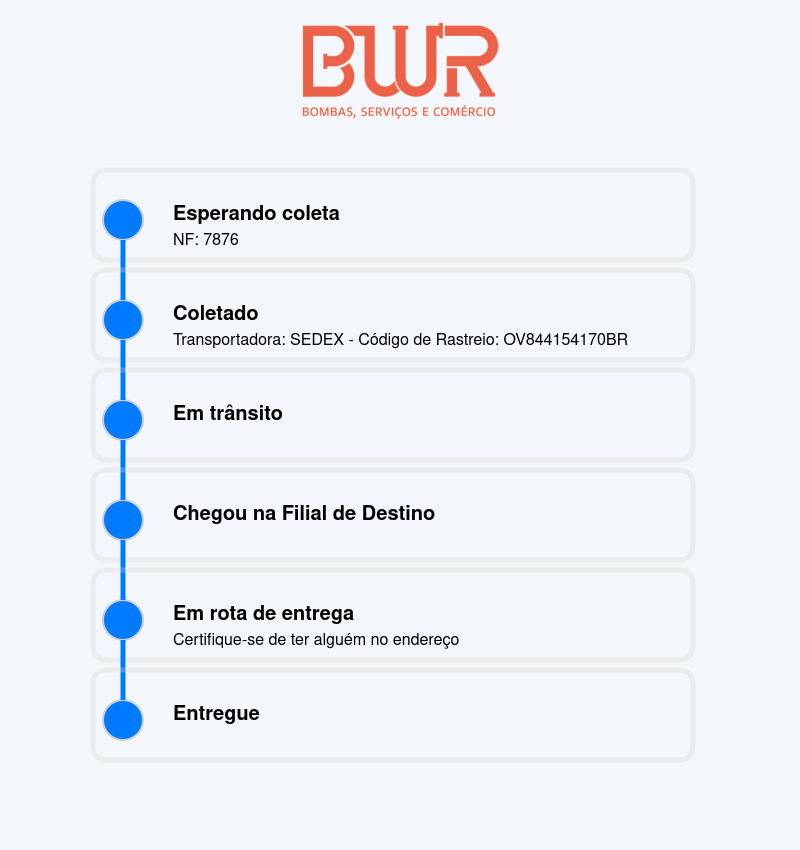 BWR
BOMBAS, SERVIÇOS E COMÉRCIO
Esperando coleta
NF: 7876
Coletado
Transportadora: SEDEX - Código de Rastreio: OV844154170BR
Em trânsito
Chegou na Filial de Destino
Em rota de entrega
Certifique-se de ter alguém no endereço
Entregue